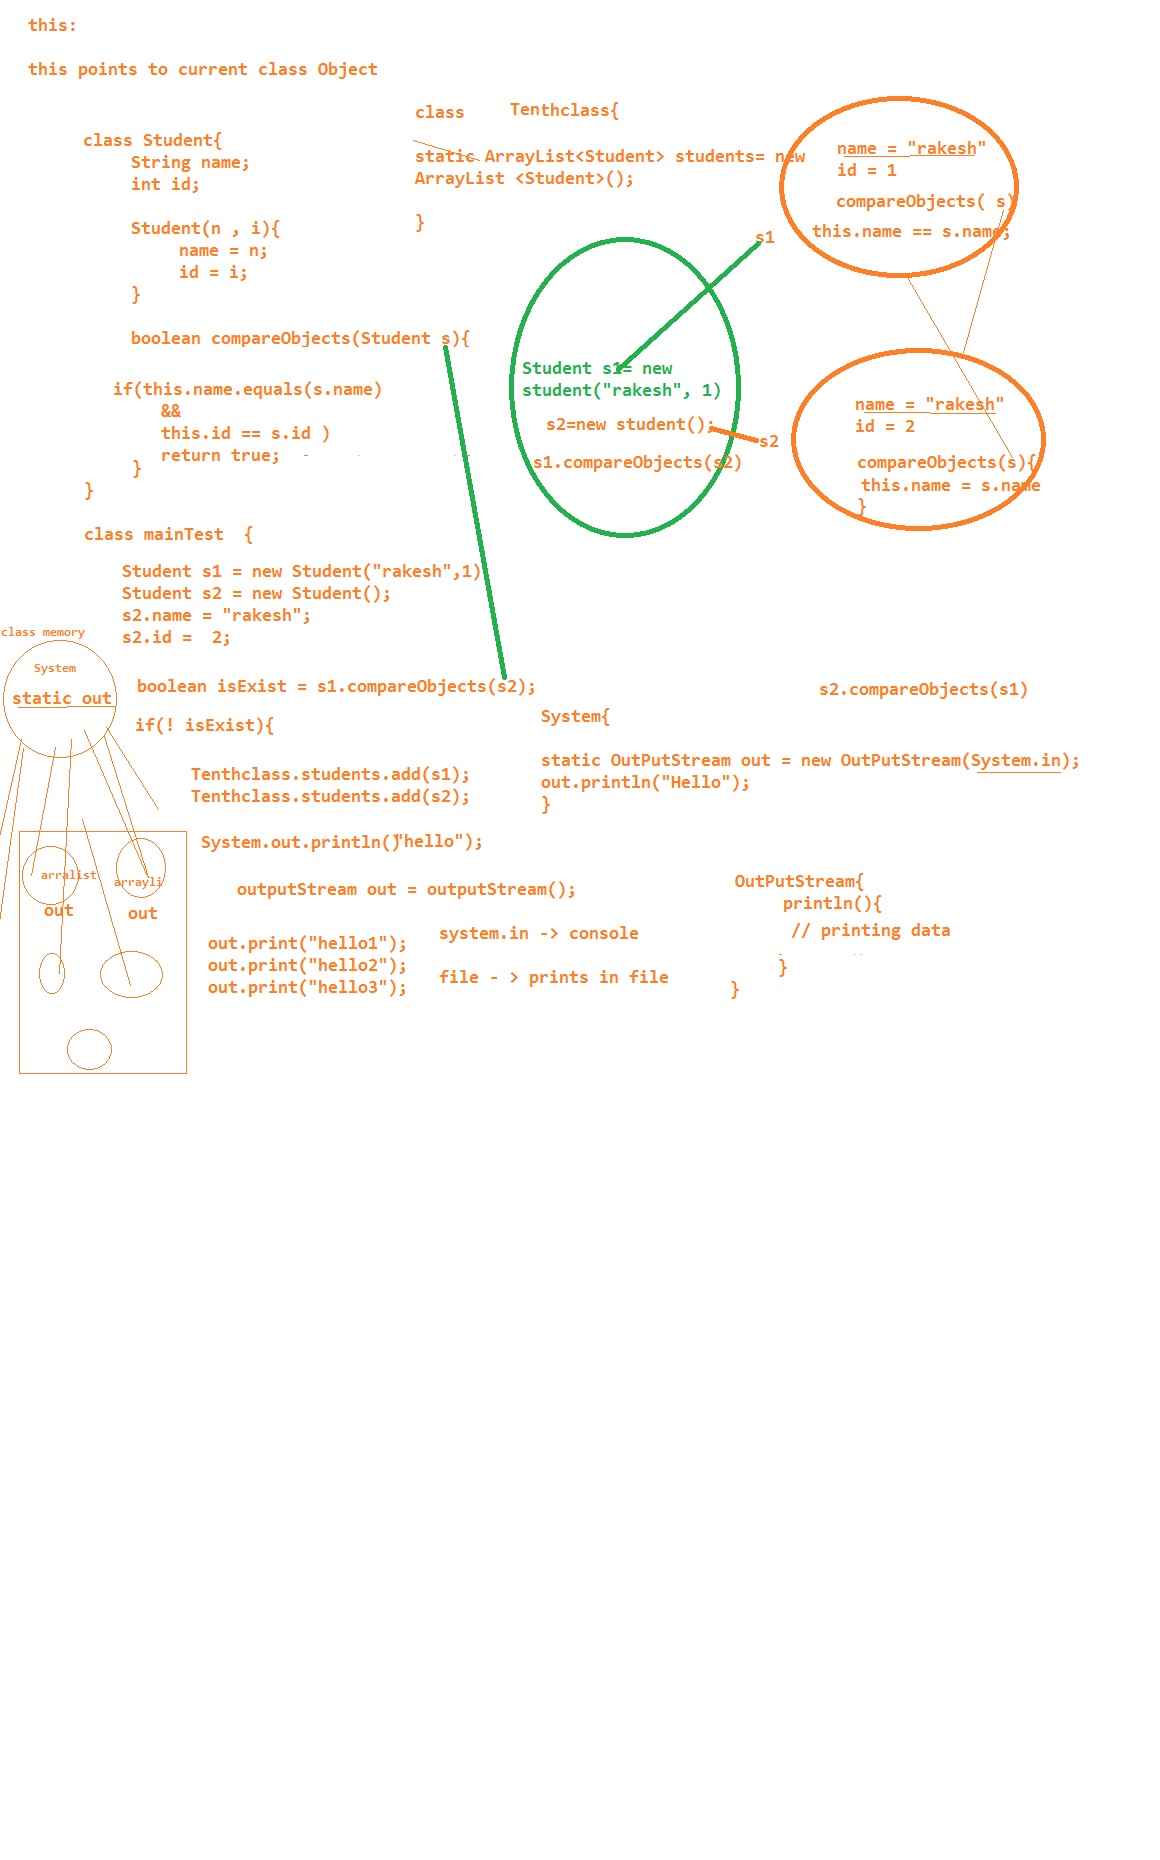 this:
this points to current class Object
class Student{
String name;
int id;
Student(n , i){
name = n;
id = i;
}
boolean compareObjects(Student s){
if(this.name.equals(s.name)
&&
this.id == s.id )
return true;
}
}
class Tenthclass{
static ArrayList<Student> students= new
ArrayList <Student>();
}
name = "rakesh"
id = 1
compareObjects( s)
this.name == s.name;
s1
Student s1= new
student("rakesh", 1)
s2=new student();
s2
s1.compareObjects(s2)
name = "rakesh"
id = 2
compareObjects(s){
this.name = s.name
}
class mainTest {
Student s1 = new Student("rakesh",1)
Student s2 = new Student();
s2.name = "rakesh";
s2.id = 2;
class memory
System
static out
boolean isExist = s1.compareObjects(s2);
s2.compareObjects(s1)
if(! isExist){
Tenthclass.students.add(s1);
Tenthclass.students.add(s2);
System{
static OutPutStream out = new OutPutStream(System.in);
out.println("Hello");
}
System.out.println()"hello");
arralist
arrayli
out
out
outputStream out = outputStream();
out.print("hello1");
out.print("hello2");
out.print("hello3");
system.in -> console
file - > prints in file
OutPutStream{
println(){
// printing data
}
}